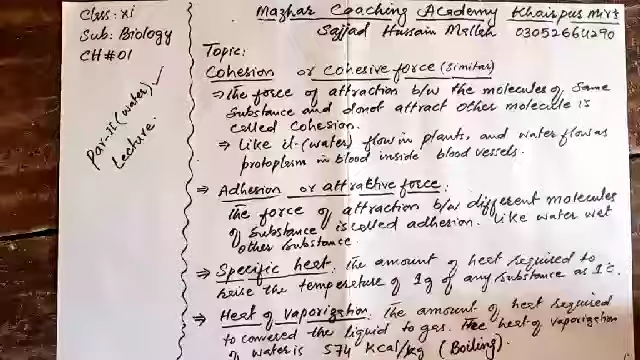 Class: xi
Sub: Biology
CH # 01
Part-II (water)
Lecture.
Mazhar Coaching Academy Khairpur mirs
Sajjad Hussain Mallah 03052664290
Topic:
Cohesion or Cohesive force (Similar)
→ The force of attraction b/w the molecules of same
substance and donot attract other molecule is
called cohesion.
→ Like it (water) flow in plants, and water flow as
protoplsm in blood inside blood vessels.
⇒ Adhesion or attraktive force:
The force of attraction b/w different molecules
of substance is called adhesion. Like water wet
other substance.
⇒ Specific heat: The amount of heat required to
raise the temperature of 1g of any substance as 1°C.
⇒ Heat of vaporization: The amount of heat required
to convered the liquid to gas. The heat of vaporization
of water is 574 Kcal/kg (Boiling).